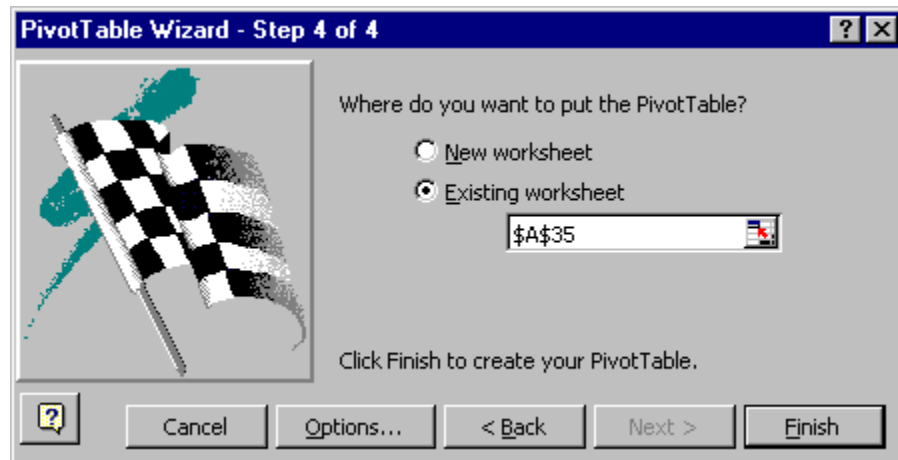 PivotTable Wizard - Step 4 of 4
Where do you want to put the PivotTable?
New worksheet
Existing worksheet
$A$35
Click Finish to create your PivotTable.
Cancel Options... < Back Next > Finish